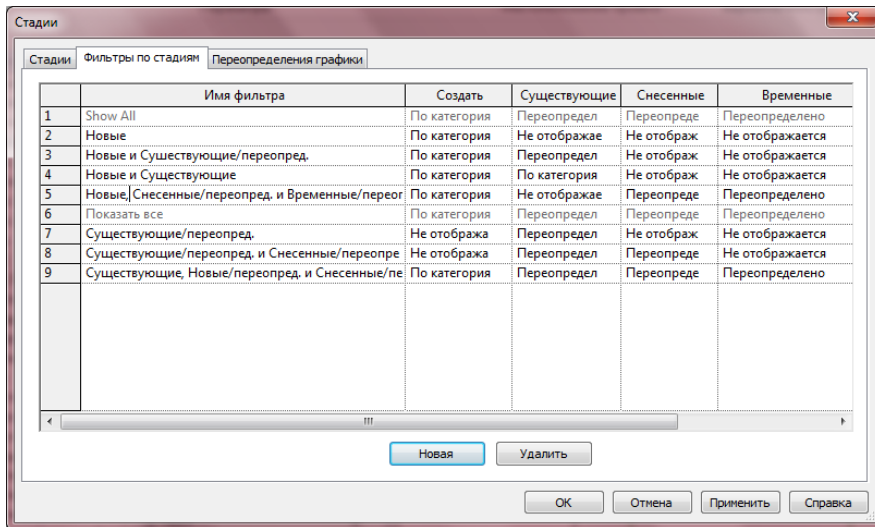 Стадии
Стадии Фильтры по стадиям Переопределения графики
Имя фильтра Создать Существующие Снесенные Временные
1 Show All По категория Переопредел Переопреде Переопределено
2 Новые По категория Не отображае Не отображ Не отображается
3 Новые и Сушествующие/переопред. По категория Переопредел Не отображ Не отображается
4 Новые и Существующие По категория По категория Не отображ Не отображается
5 Новые, Снесенные/переопред. и Временные/переог По категория Не отображае Переопреде Переопределено
6 Показать все По категория Переопредел Переопреде Переопределено
7 Существующие/переопред. Не отобража Переопредел Не отображ Не отображается
8 Существующие/переопред. и Снесенные/переопре Не отобража Переопредел Переопреде Не отображается
9 Существующие, Новые/переопред. и Снесенные/пе По категория Переопредел Переопреде Переопределено
Новая Удалить
OK Отмена Применить Справка